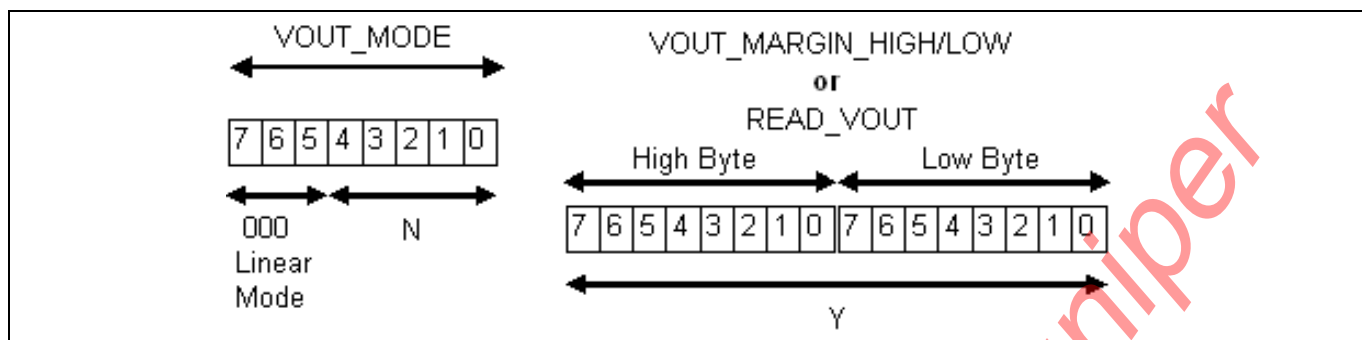 VOUT_MODE
7 6 5 4 3 2 1 0
000 N
Linear
Mode
VOUT_MARGIN_HIGH/LOW
or
READ_VOUT
High Byte Low Byte
7 6 5 4 3 2 1 0 7 6 5 4 3 2 1 0
Y
niper